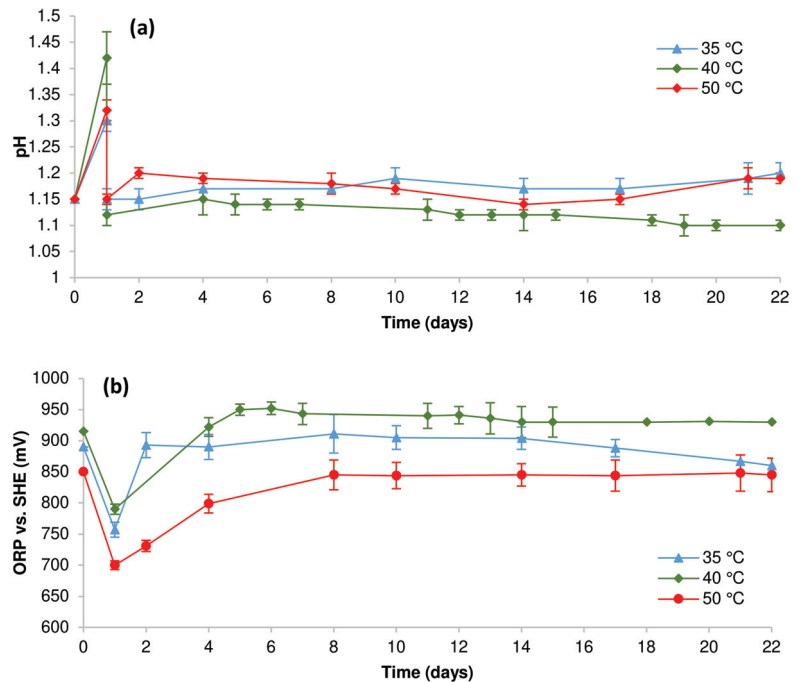 (a)
1.5
1.45
1.4
1.35
1.3
1.25
1.2
1.15
1.1
1.05
1
pH
35 °C
40 °C
50 °C
0 2 4 6 8 10 12 14 16 18 20 22
Time (days)
(b)
1000
950
900
850
800
750
700
650
600
ORP vs. SHE (mV)
35 °C
40 °C
50 °C
0 2 4 6 8 10 12 14 16 18 20 22
Time (days)